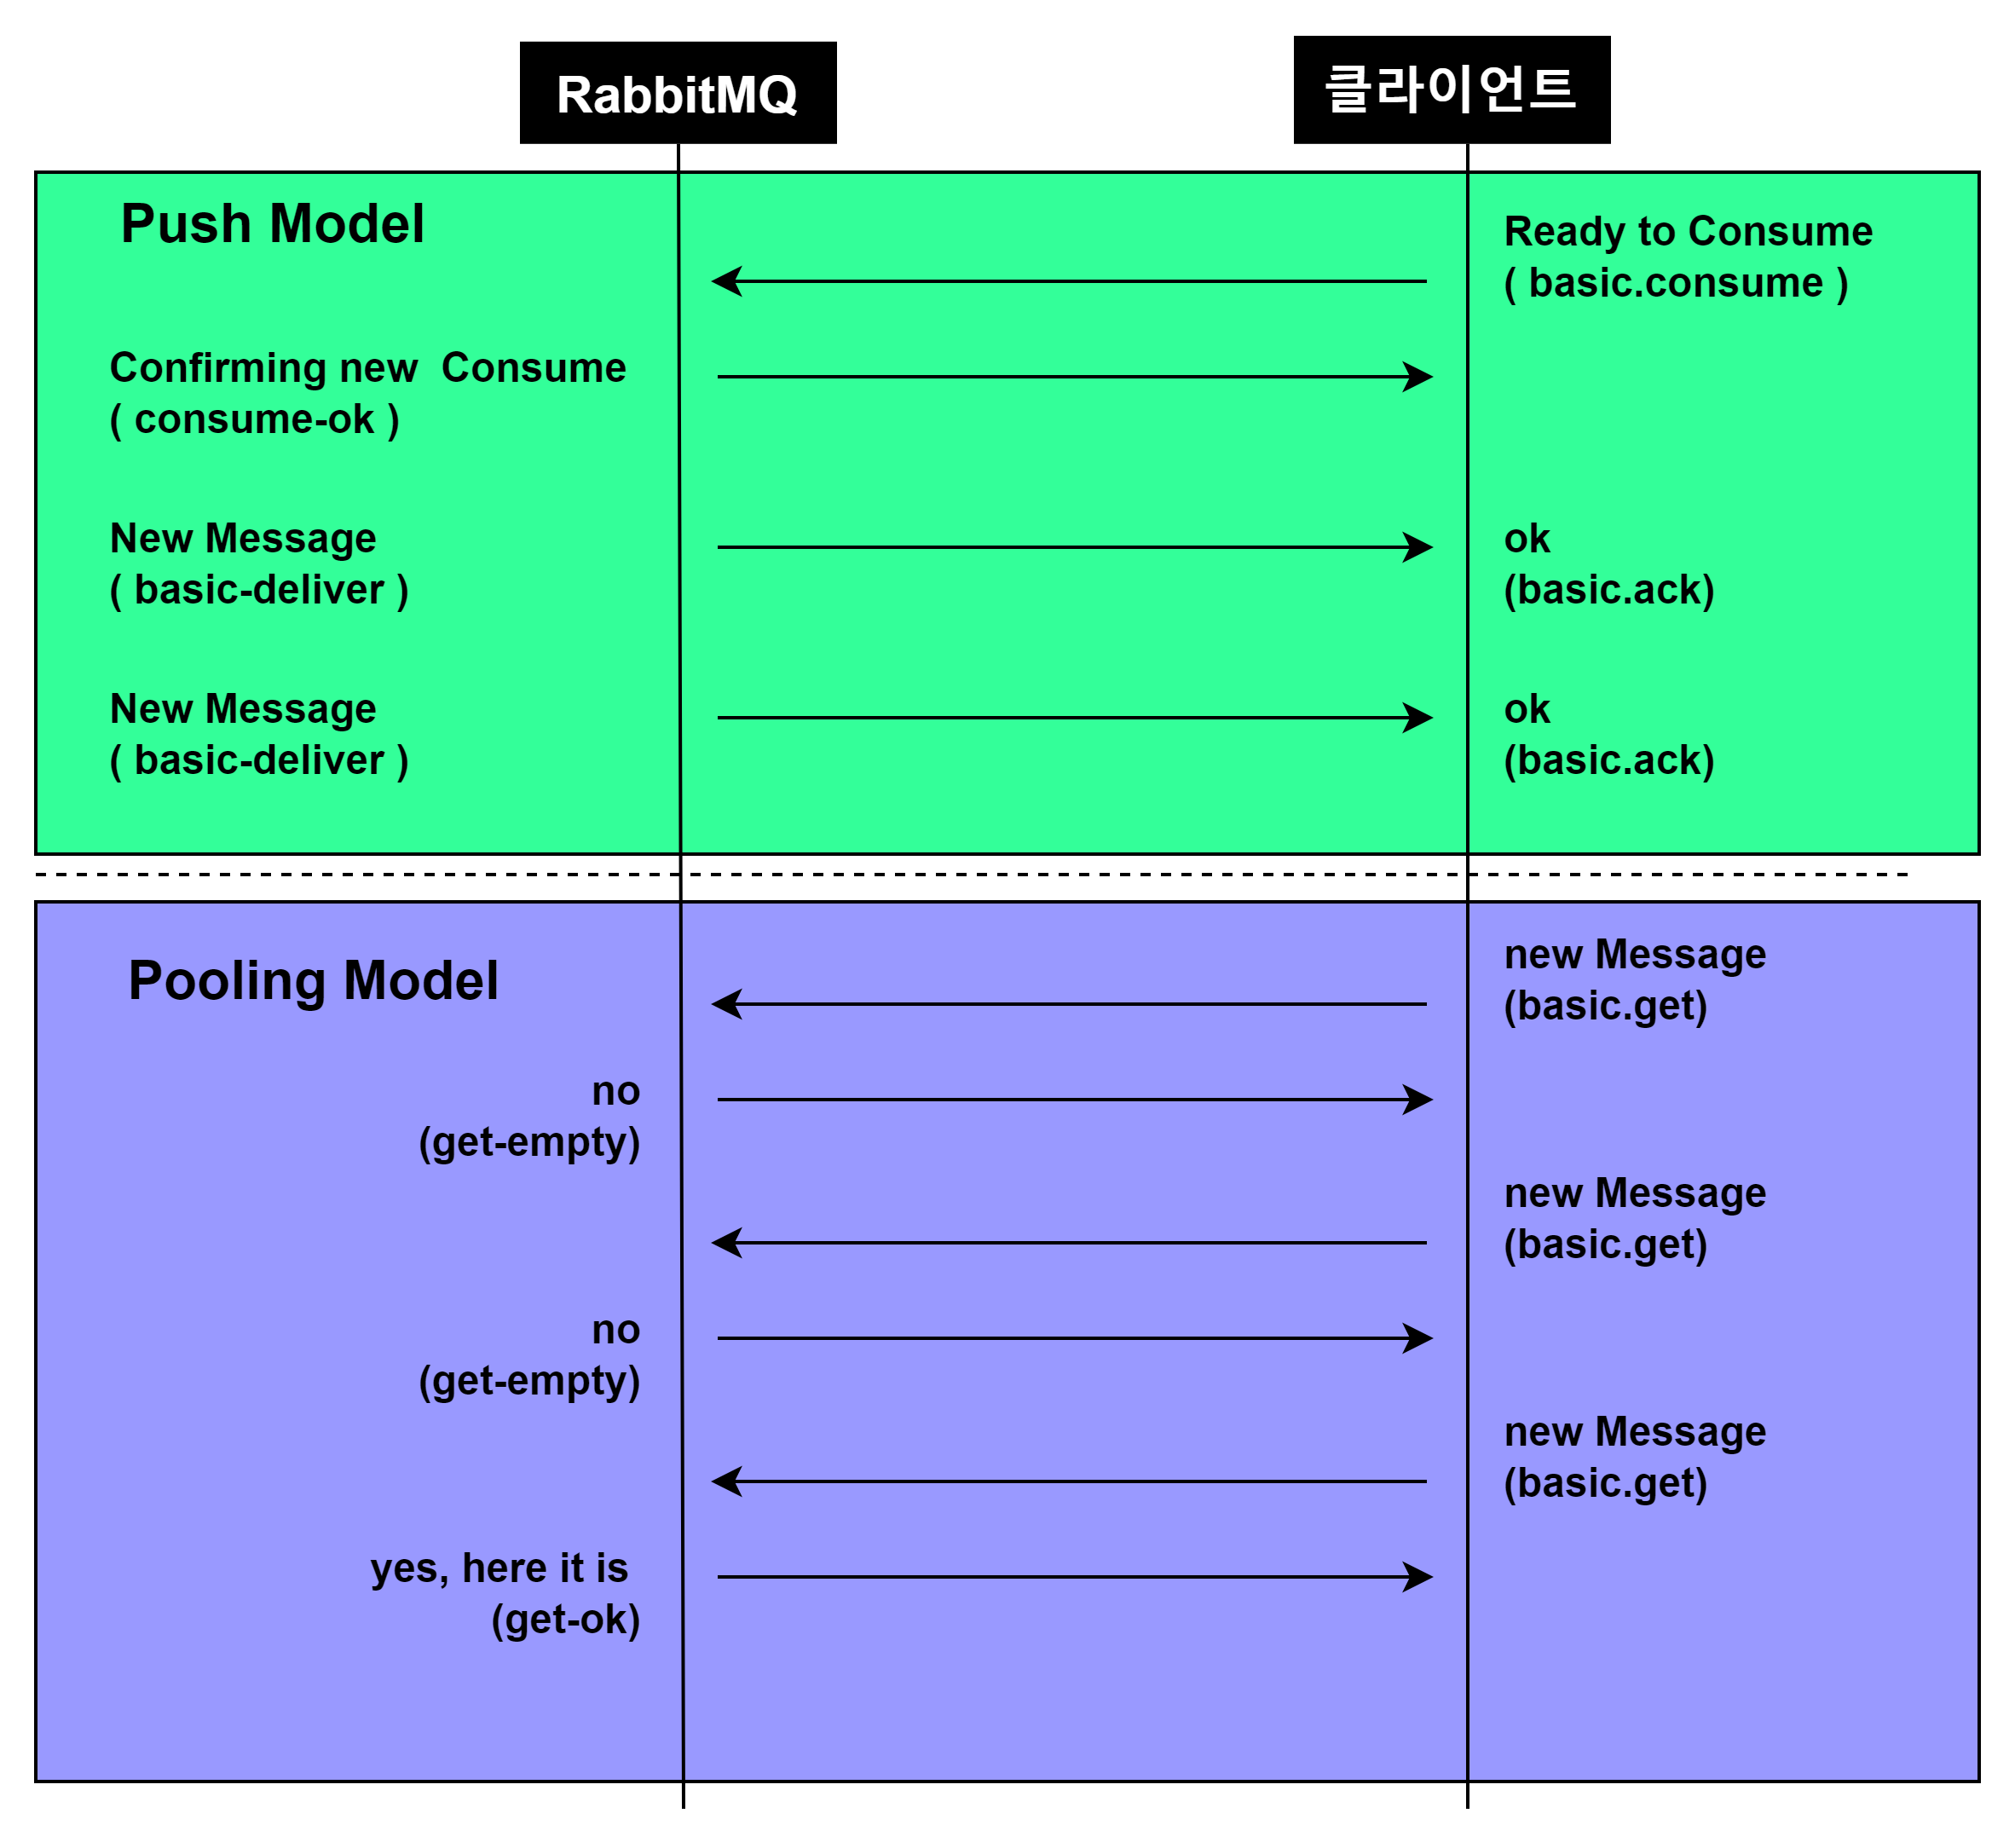 RabbitMQ
클라이언트
Push Model
Ready to Consume
( basic.consume )
Confirming new  Consume
( consume-ok )
New Message
( basic-deliver )
ok
(basic.ack)
New Message
( basic-deliver )
ok
(basic.ack)
Pooling Model
new Message
(basic.get)
no
(get-empty)
new Message
(basic.get)
no
(get-empty)
new Message
(basic.get)
yes, here it is
(get-ok)